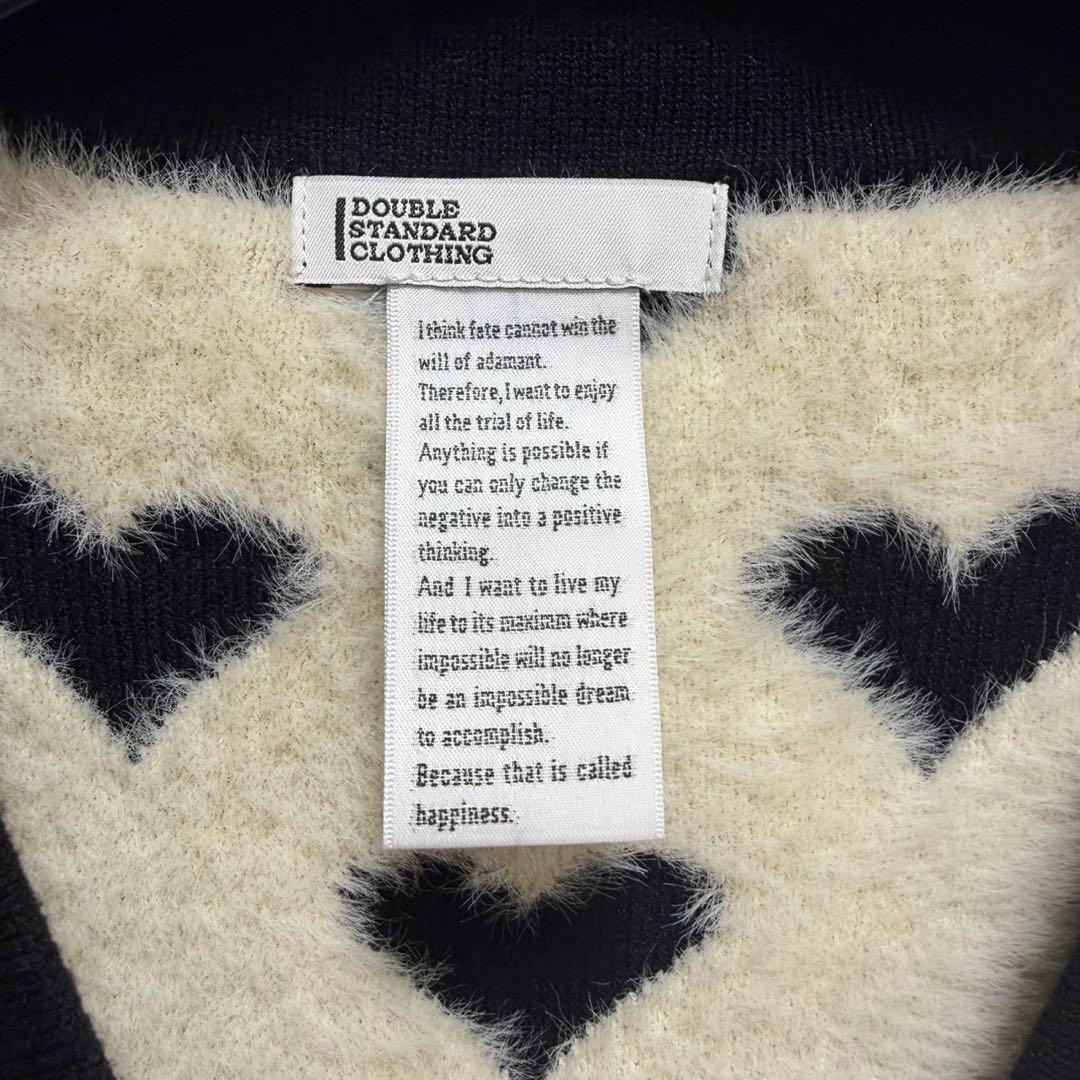 DOUBLE
STANDARD
CLOTHING
I think fate cannot win the
will of adamant.
Therefore, I want to enjoy
all the trial of life.
Anything is possible if
you can only change the
negative into a positive
thinking.
And I want to live my
life to its maximm where
impossible will no longer
be an impossible dream
to accomplish.
Because that is called
happiness.